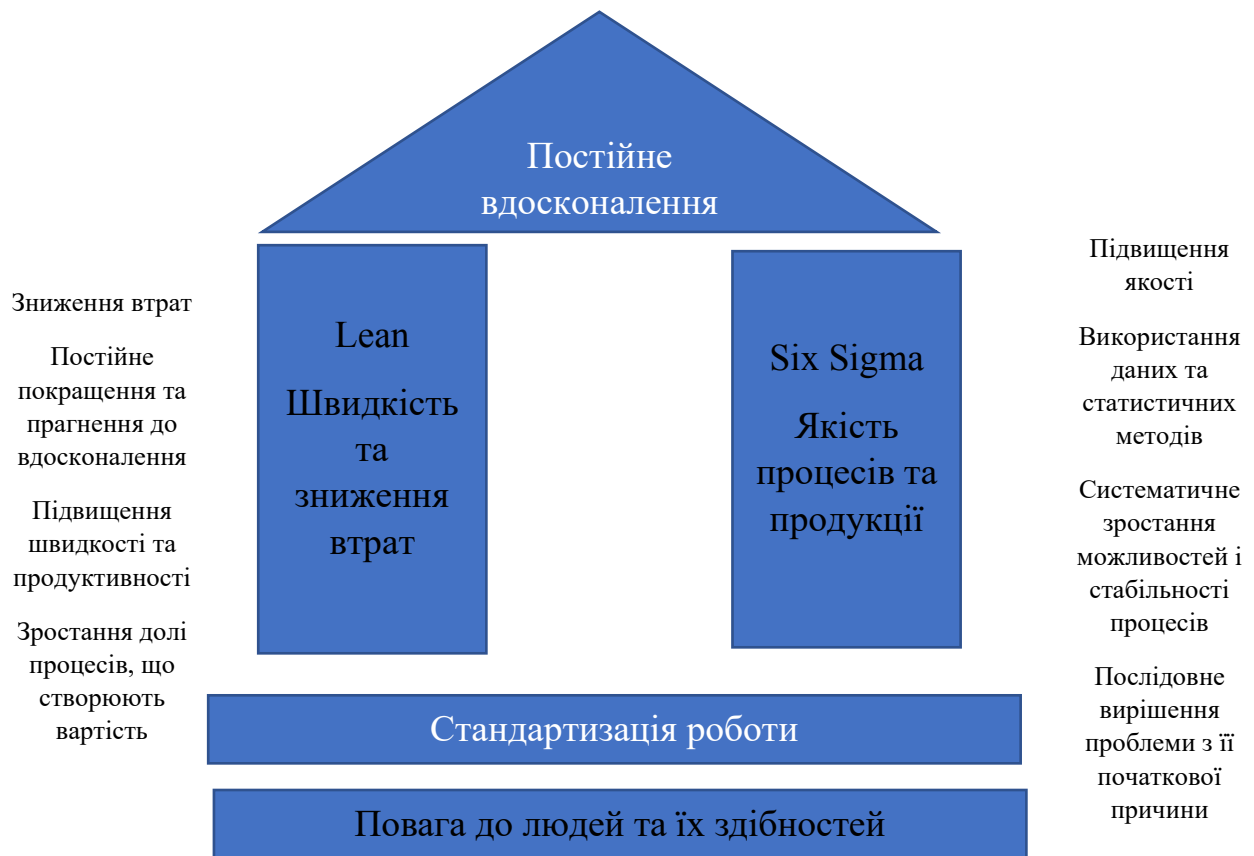 Постійне
вдосконалення
Зниження втрат
Постійне
покращення та
прагнення до
вдосконалення
Підвищення
швидкості та
продуктивності
Зростання долі
процесів, що
створюють
вартість
Lean
Швидкість
та
зниження
втрат
Six Sigma
Якість
процесів та
продукції
Підвищення
якості
Використання
даних та
статистичних
методів
Систематичне
зростання
можливостей і
стабільності
процесів
Послідовне
вирішення
проблеми з її
початкової
причини
Стандартизація роботи
Повага до людей та їх здібностей